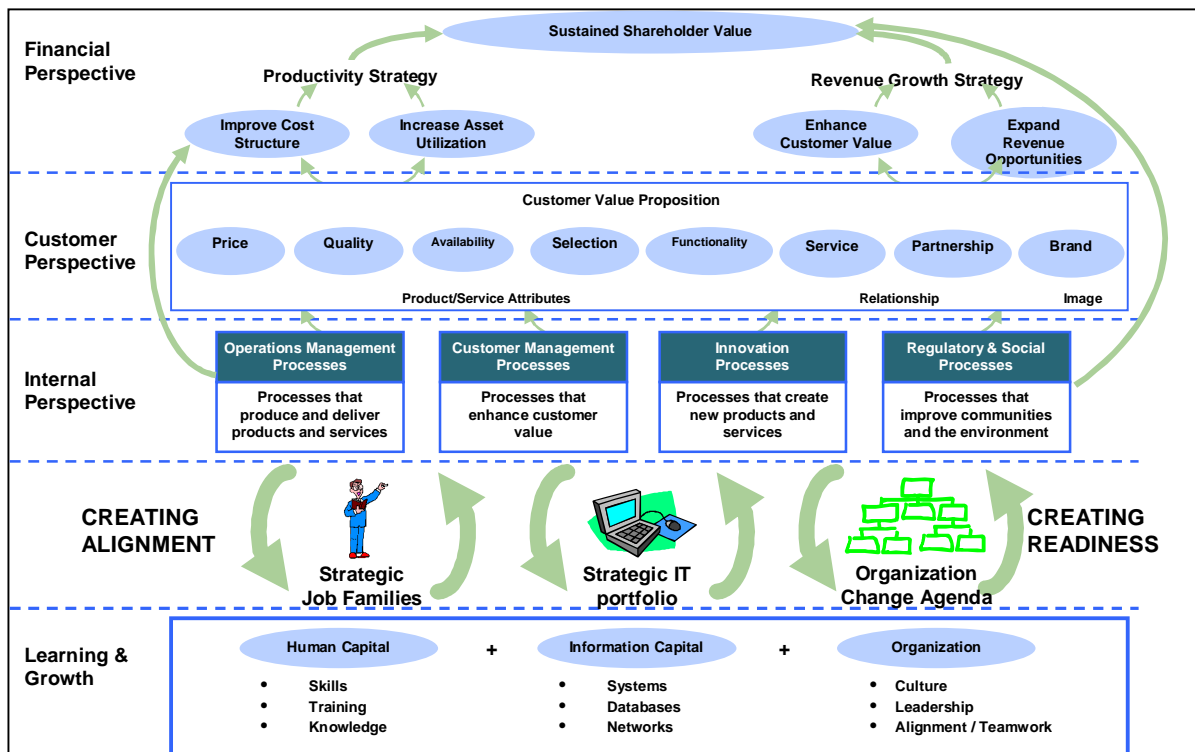 Financial
Perspective
Sustained Shareholder Value
Productivity Strategy
Revenue Growth Strategy
Improve Cost
Structure
Increase Asset
Utilization
Enhance
Customer Value
Expand
Revenue
Opportunities
Customer
Perspective
Customer Value Proposition
Price
Quality
Availability
Selection
Functionality
Service
Partnership
Brand
Product/Service Attributes
Relationship
Image
Internal
Perspective
Operations Management
Processes
Processes that
produce and deliver
products and services
Customer Management
Processes
Processes that
enhance customer
value
Innovation
Processes
Processes that create
new products and
services
Regulatory & Social
Processes
Processes that
improve communities
and the environment
CREATING
ALIGNMENT
Strategic
Job Families
Strategic IT
portfolio
Organization
Change Agenda
CREATING
READINESS
Learning &
Growth
Human Capital
+
Information Capital
+
Organization
• Skills
• Training
• Knowledge
• Systems
• Databases
• Networks
• Culture
• Leadership
• Alignment / Teamwork